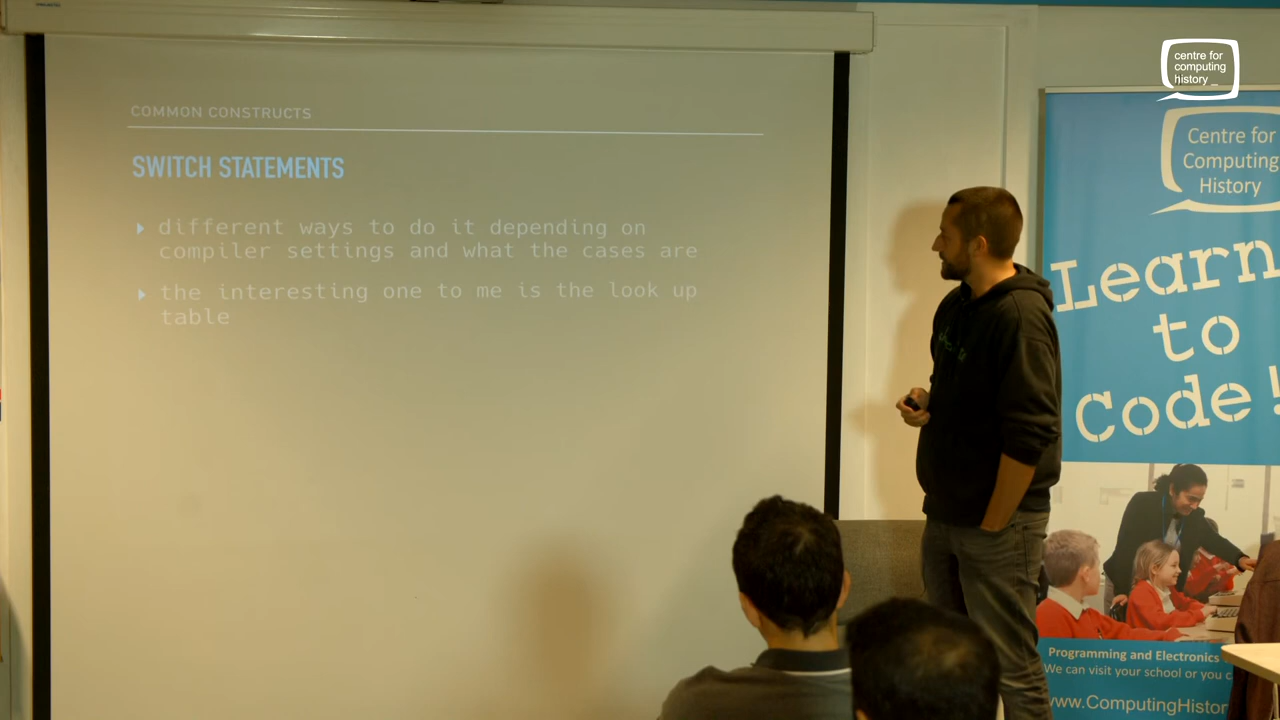 COMMON CONSTRUCTS
SWITCH STATEMENTS
different ways to do it depending on
compiler settings and what the cases are
the interesting one to me is the look up
table
centre for
computing
history _
Centre for
Computing
History
Learn
to
Code!
Programming and Electronics
We can visit your school or you
www.ComputingHistor